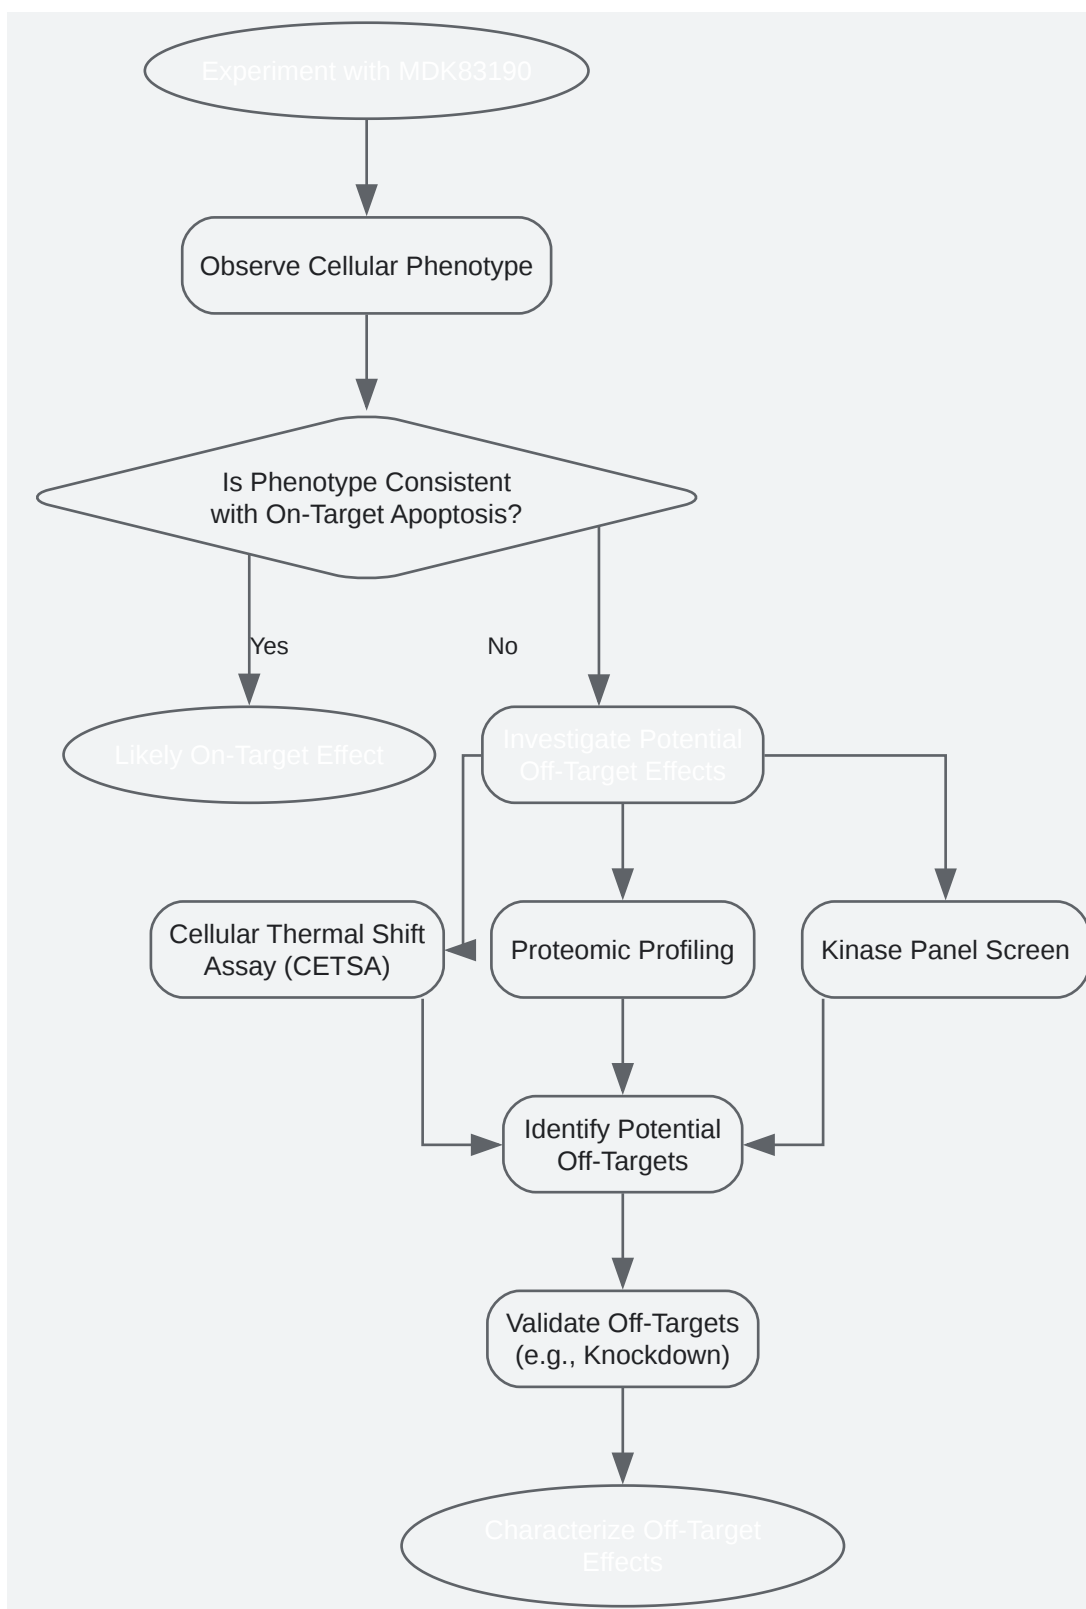 Experiment with MDK83190
Observe Cellular Phenotype
Is Phenotype Consistent
with On-Target Apoptosis?
Yes
No
Likely On-Target Effect
Investigate Potential
Off-Target Effects
Cellular Thermal Shift
Assay (CETSA)
Proteomic Profiling
Kinase Panel Screen
Identify Potential
Off-Targets
Validate Off-Targets
(e.g., Knockdown)
Characterize Off-Target
Effects